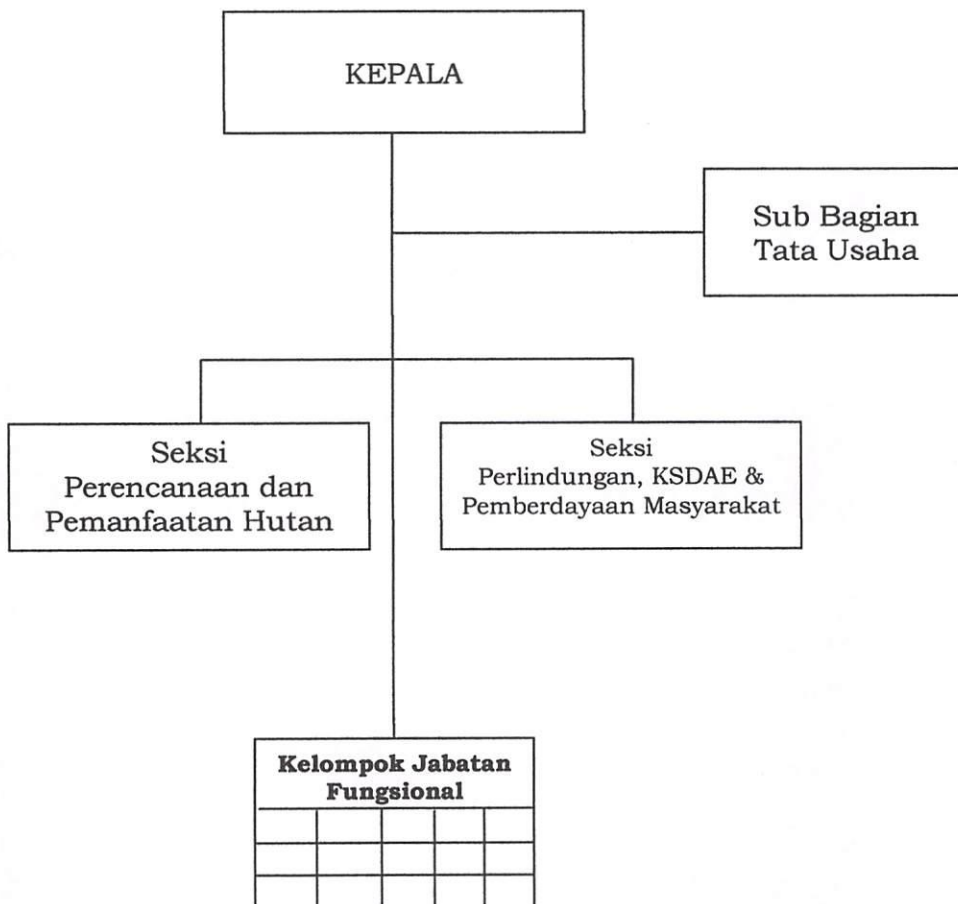 KEPALA
Sub Bagian
Tata Usaha
Seksi
Perencanaan dan
Pemanfaatan Hutan
Seksi
Perlindungan, KSDAE &
Pemberdayaan Masyarakat
Kelompok Jabatan
Fungsional